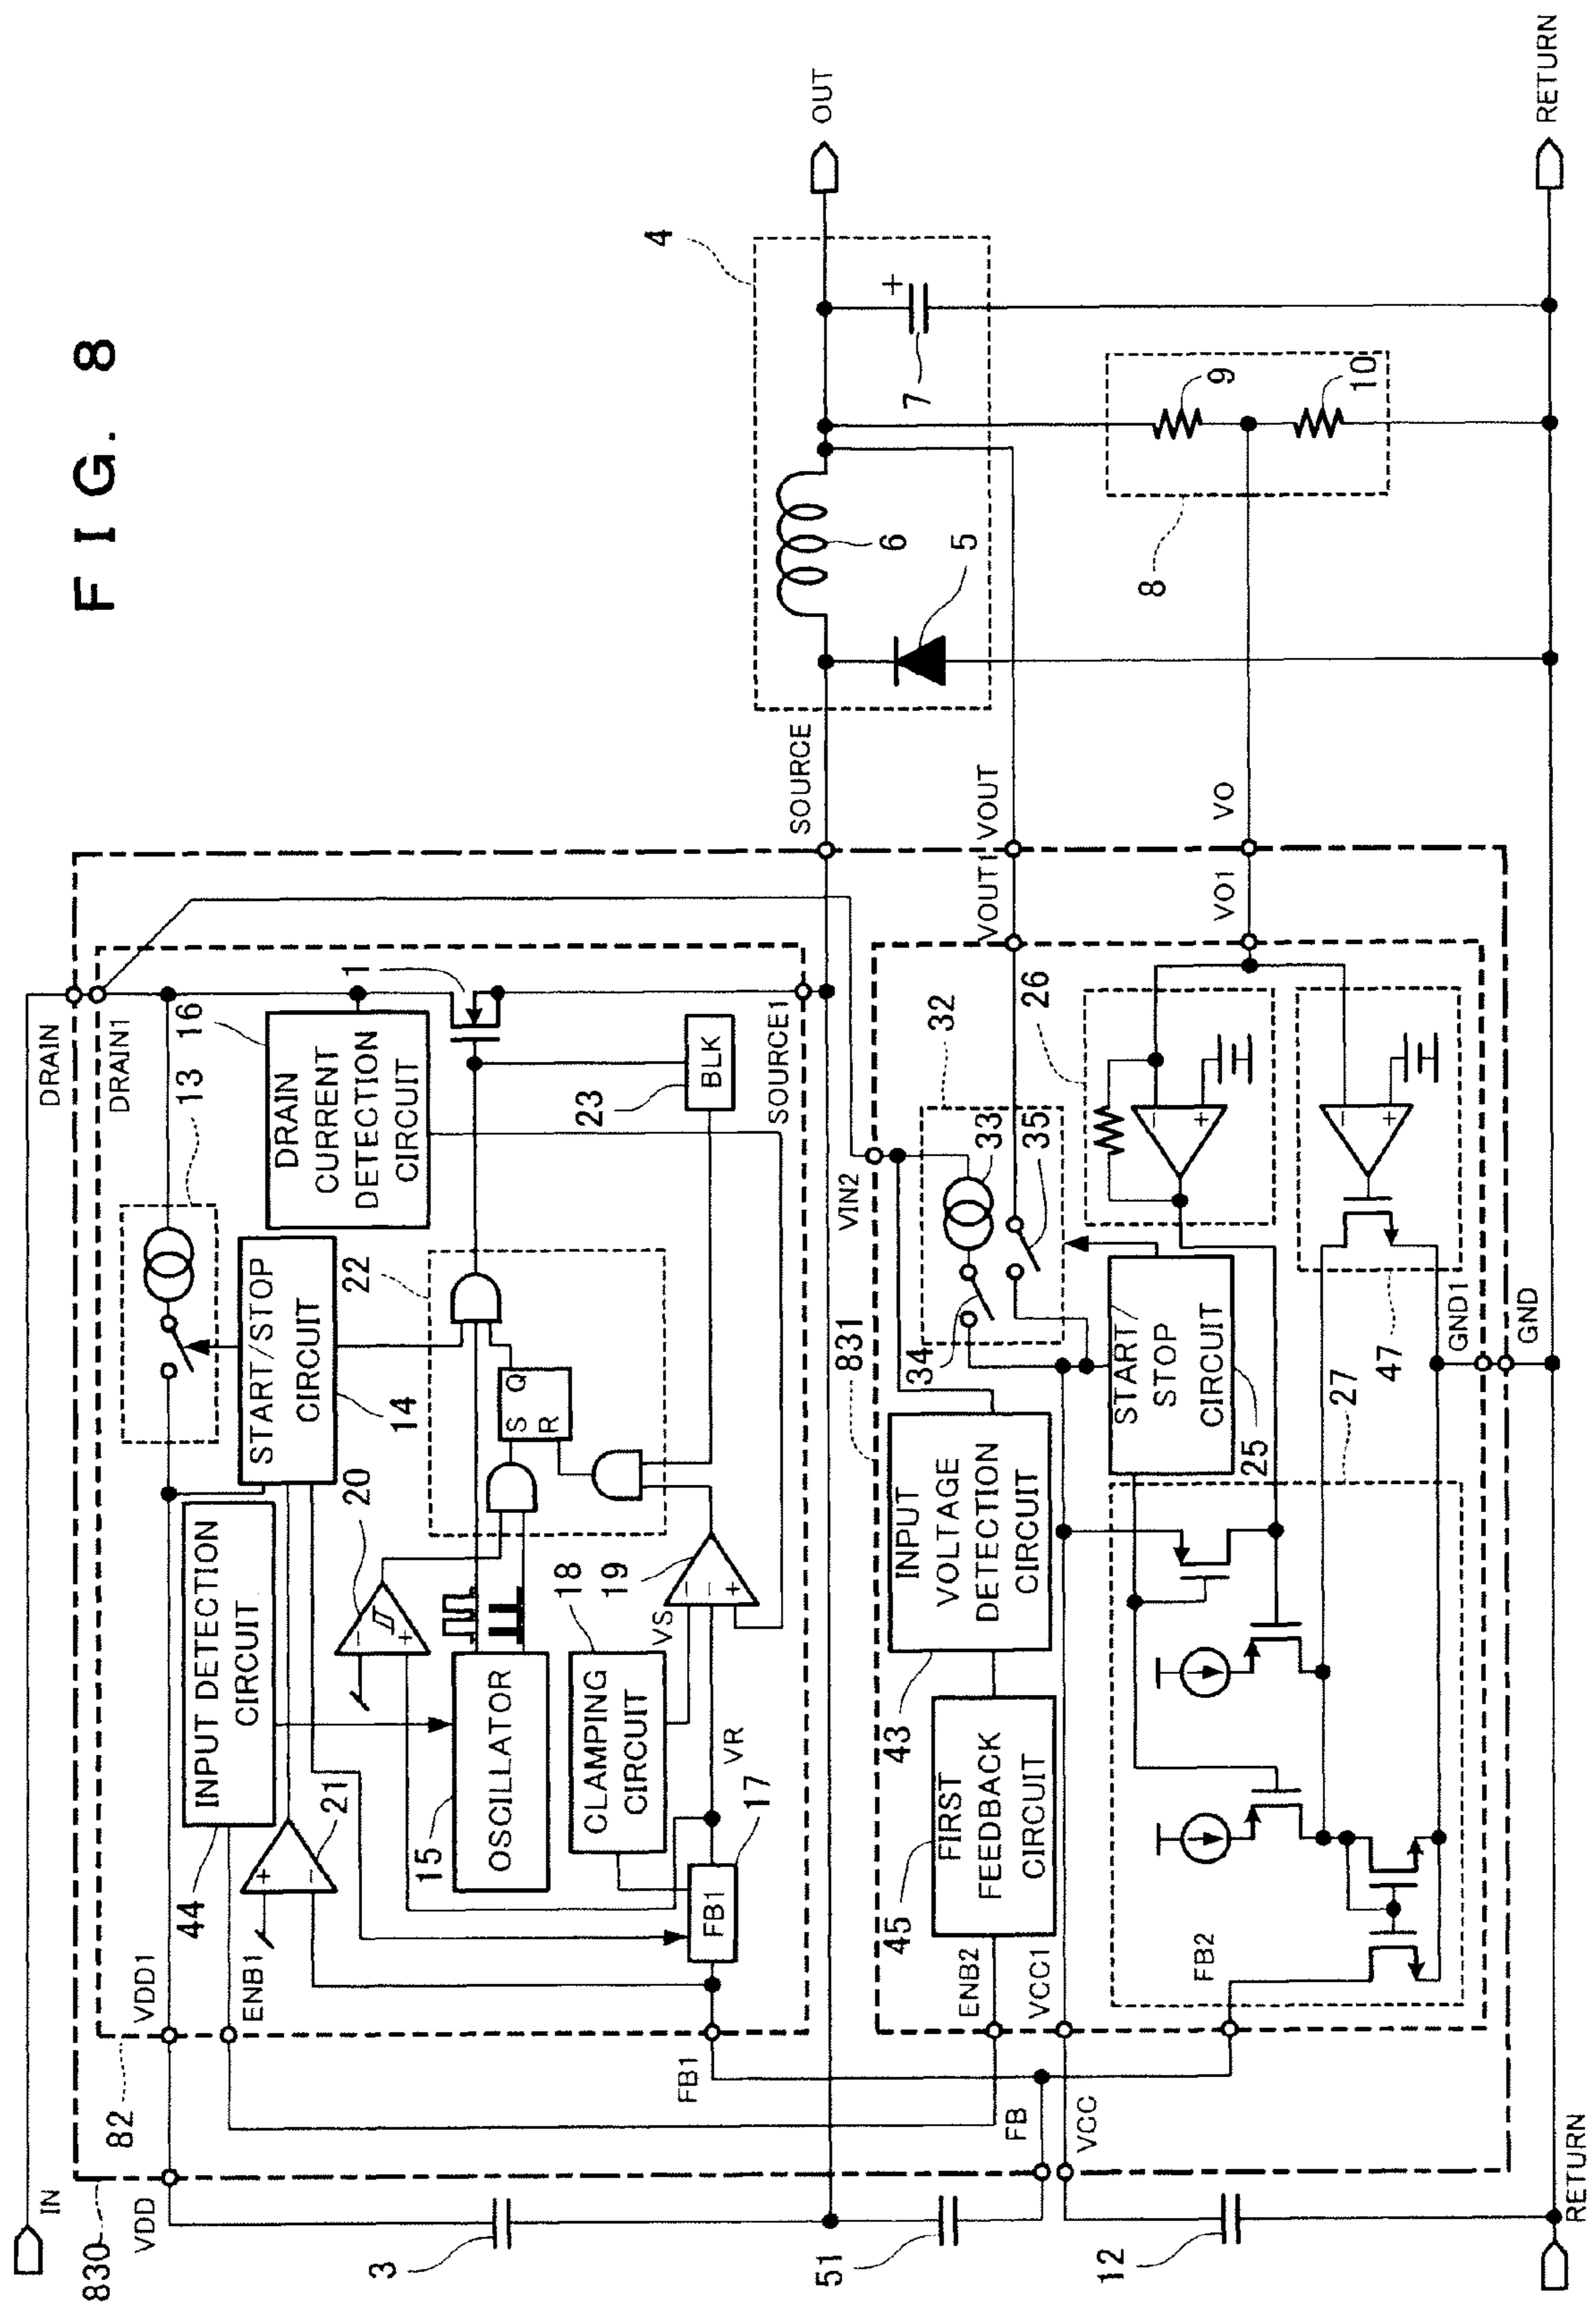 FIG. 8
IN
DRAIN
DRAIN1
830
82
VDD
VDD1
ENB1
44
INPUT DETECTION
CIRCUIT
START/STOP
CIRCUIT
14
13
16
DRAIN
CURRENT
DETECTION
CIRCUIT
1
+
−
21
20
−
+
22
15
OSCILLATOR
S
R
Q
23
BLK
18
CLAMPING
CIRCUIT
VS
19
−
−
+
VR
17
FB1
FB1
SOURCE1
SOURCE
4
6
5
7
+
OUT
3
51
FB
VCC
12
831
VIN2
32
33
34
35
VOUT1
VOUT
45
FIRST
FEEDBACK
CIRCUIT
43
INPUT
VOLTAGE
DETECTION
CIRCUIT
ENB2
VCC1
START/
STOP
CIRCUIT
25
26
−
+
VO1
VO
8
9
10
FB2
27
47
−
+
GND1
GND
RETURN
RETURN